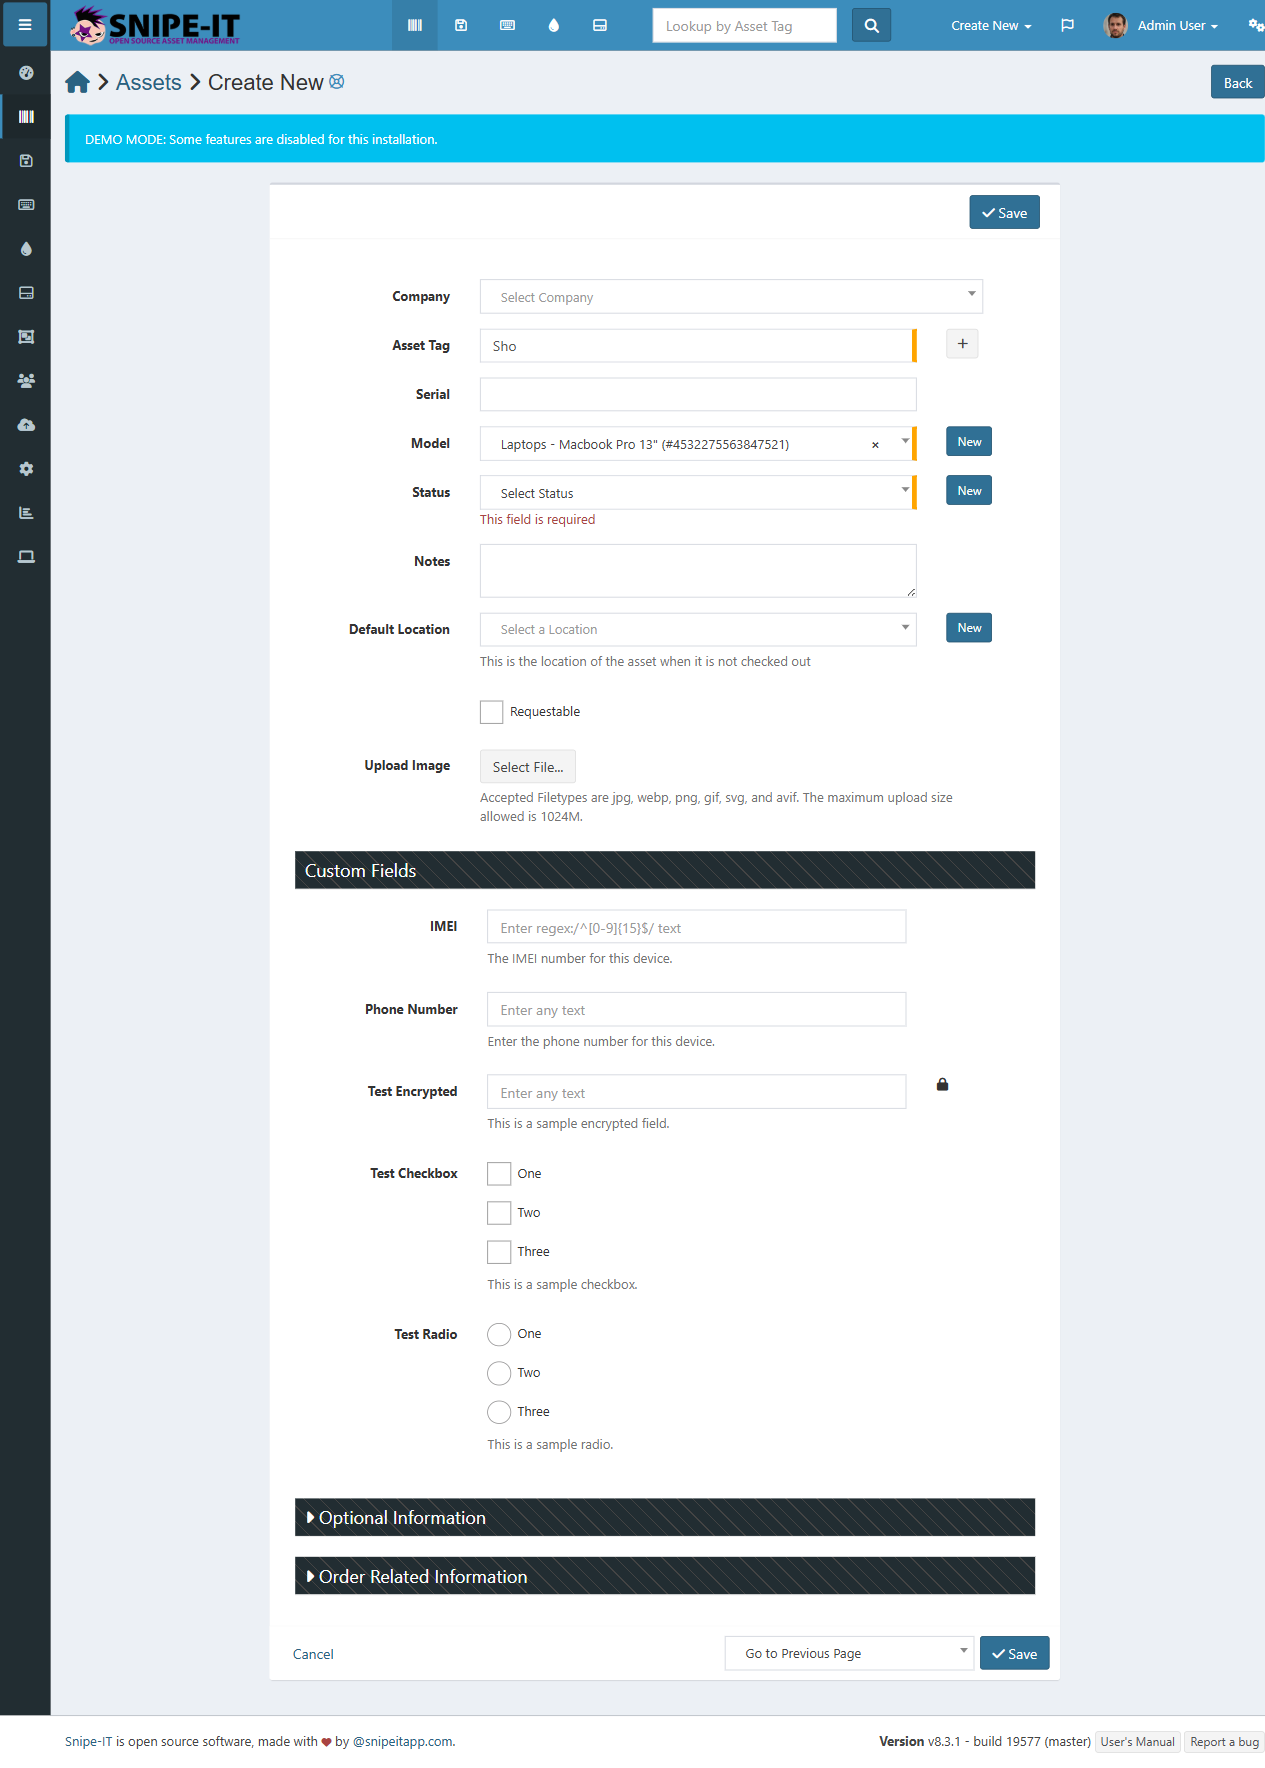 SNIPE-IT
OPEN SOURCE ASSET MANAGEMENT
Lookup by Asset Tag
Create New
Admin User
Assets
Create New
Back
DEMO MODE: Some features are disabled for this installation.
Save
Company
Select Company
Asset Tag
Sho
+
Serial
Model
Laptops - Macbook Pro 13" (#4532275563847521)
×
New
Status
Select Status
New
This field is required
Notes
Default Location
Select a Location
New
This is the location of the asset when it is not checked out
Requestable
Upload Image
Select File...
Accepted Filetypes are jpg, webp, png, gif, svg, and avif. The maximum upload size
allowed is 1024M.
Custom Fields
IMEI
Enter regex:/^[0-9]{15}$/ text
The IMEI number for this device.
Phone Number
Enter any text
Enter the phone number for this device.
Test Encrypted
Enter any text
This is a sample encrypted field.
Test Checkbox
One
Two
Three
This is a sample checkbox.
Test Radio
One
Two
Three
This is a sample radio.
Optional Information
Order Related Information
Cancel
Go to Previous Page
Save
Snipe-IT is open source software, made with ♥ by @snipeitapp.com.
Version v8.3.1 - build 19577 (master)
User's Manual
Report a bug